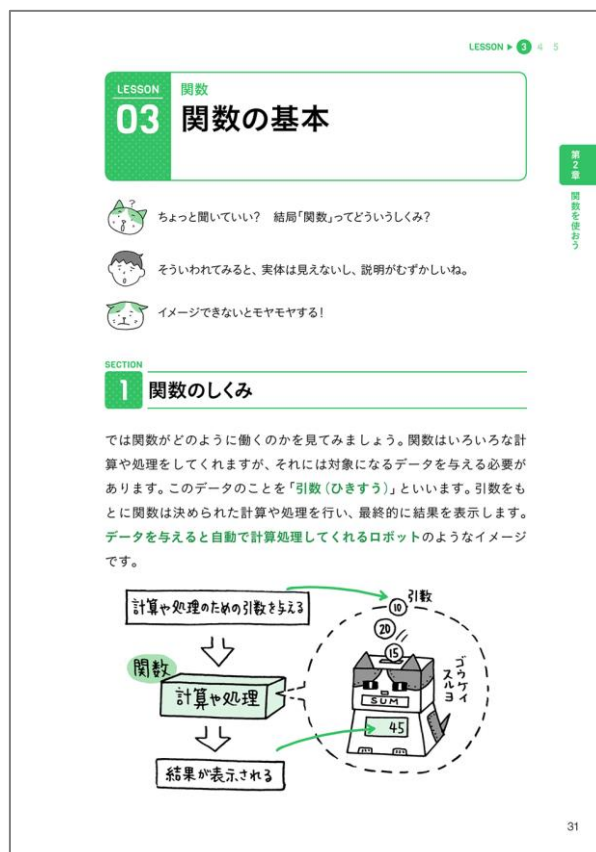 LESSON ▶ 3 4 5
LESSON
03
関数
関数の基本
第2章
関数を使おう
?
ちょっと聞いていい？ 結局「関数」ってどういうしくみ？
そういわれてみると、実体は見えないし、説明がむずかしいね。
イメージできないとモヤモヤする！
SECTION
1 関数のしくみ
では関数がどのように働くのかを見てみましょう。関数はいろいろな計
算や処理をしてくれますが、それには対象になるデータを与える必要が
あります。このデータのことを「引数（ひきすう）」といいます。引数をも
とに関数は決められた計算や処理を行い、最終的に結果を表示します。
データを与えると自動で計算処理してくれるロボットのようなイメージ
です。
計算や処理のための引数を与える
関数
計算や処理
結果が表示される
引数
10
20
15
ゴウケイ
スルヨ
SUM
45
31